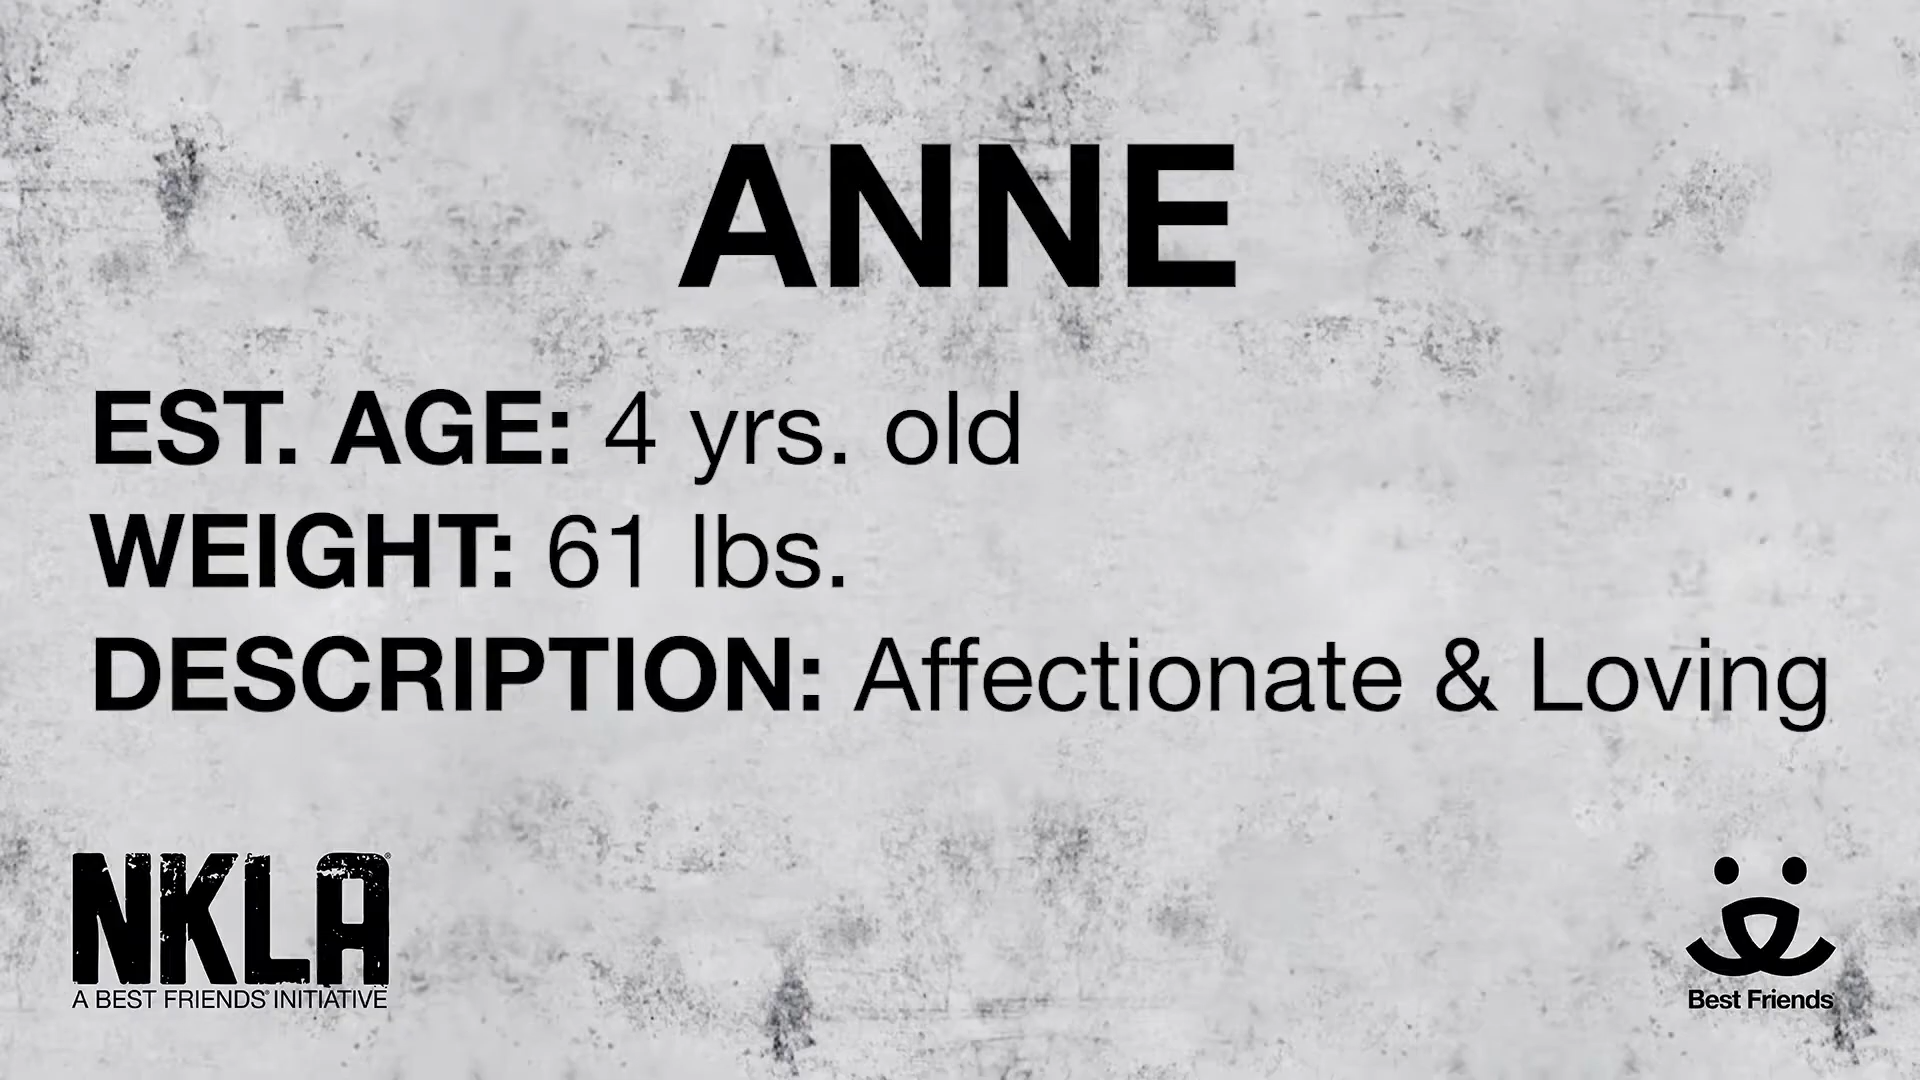 ANNE
EST. AGE: 4 yrs. old
WEIGHT: 61 lbs.
DESCRIPTION: Affectionate & Loving
NKLA®
A BEST FRIENDS® INITIATIVE
Best Friends